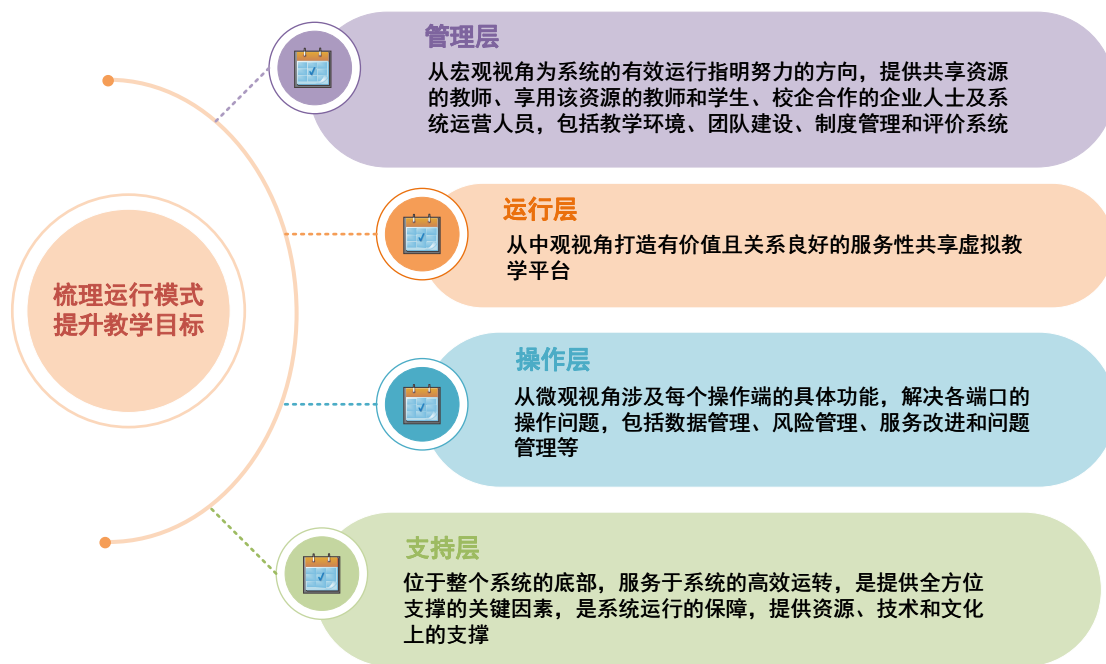 梳理运行模式
提升教学目标
管理层
从宏观视角为系统的有效运行指明努力的方向，提供共享资源
的教师、享用该资源的教师和学生、校企合作的企业人士及系
统运营人员，包括教学环境、团队建设、制度管理和评价系统
运行层
从中观视角打造有价值且关系良好的服务性共享虚拟教
学平台
操作层
从微观视角涉及每个操作端的具体功能，解决各端口的
操作问题，包括数据管理、风险管理、服务改进和问题
管理等
支持层
位于整个系统的底部，服务于系统的高效运转，是提供全方位
支撑的关键因素，是系统运行的保障，提供资源、技术和文化
上的支撑